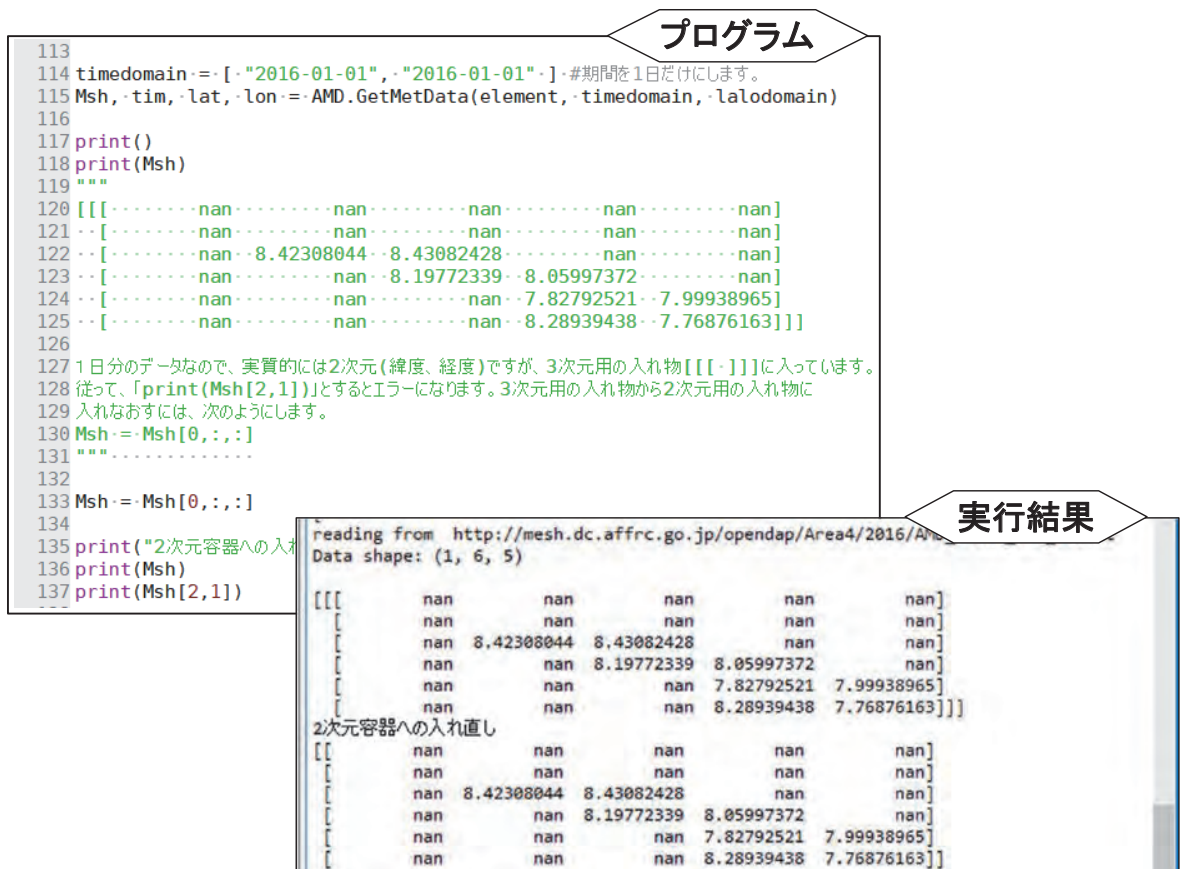 プログラム
113
114 timedomain = [ "2016-01-01", "2016-01-01" ] #期間を1日だけにします。
115 Msh, tim, lat, lon = AMD.GetMetData(element, timedomain, lalodomain)
116
117 print()
118 print(Msh)
119 """
120 [[[         nan         nan         nan         nan         nan]
121   [         nan         nan         nan         nan         nan]
122   [         nan  8.42308044  8.43082428         nan         nan]
123   [         nan         nan  8.19772339  8.05997372         nan]
124   [         nan         nan         nan  7.82792521  7.99938965]
125   [         nan         nan         nan  8.28939438  7.76876163]]]
126
127 1日分のデータなので、実質的には2次元(緯度、経度)ですが、3次元用の入れ物[[[ ]]]に入っています。
128 従って、「print(Msh[2,1])」とするとエラーになります。3次元用の入れ物から2次元用の入れ物に
129 入れなおすには、次のようにします。
130 Msh = Msh[0,:,:]
131 """
132
133 Msh = Msh[0,:,:]
134
135 print("2次元容器への入れ
136 print(Msh)
137 print(Msh[2,1])
実行結果
reading from http://mesh.dc.affrc.go.jp/opendap/Area4/2016/
Data shape: (1, 6, 5)
[[[         nan         nan         nan         nan         nan]
  [         nan         nan         nan         nan         nan]
  [         nan  8.42308044  8.43082428         nan         nan]
  [         nan         nan  8.19772339  8.05997372         nan]
  [         nan         nan         nan  7.82792521  7.99938965]
  [         nan         nan         nan  8.28939438  7.76876163]]]
2次元容器への入れ直し
[[         nan         nan         nan         nan         nan]
 [         nan         nan         nan         nan         nan]
 [         nan  8.42308044  8.43082428         nan         nan]
 [         nan         nan  8.19772339  8.05997372         nan]
 [         nan         nan         nan  7.82792521  7.99938965]
 [         nan         nan         nan  8.28939438  7.76876163]]